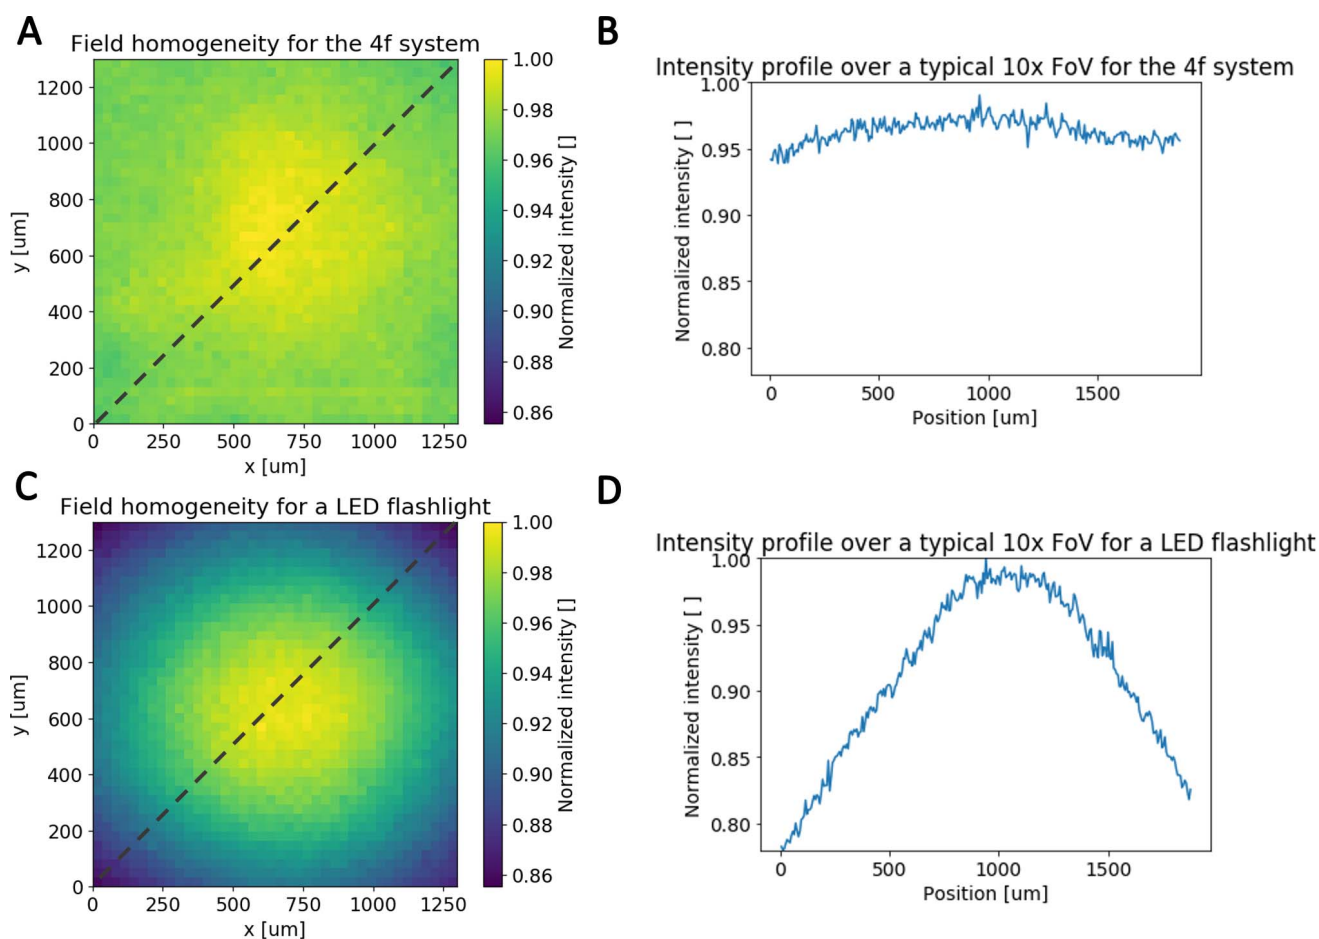 A
Field homogeneity for the 4f system
1200
1000
800
600
400
200
0
y [um]
0 250 500 750 1000 1250
x [um]
1.00
0.98
0.96
0.94
0.92
0.90
0.88
0.86
Normalized intensity []
B
Intensity profile over a typical 10x FoV for the 4f system
1.00
0.95
0.90
0.85
0.80
Normalized intensity [ ]
0 500 1000 1500
Position [um]
C
Field homogeneity for a LED flashlight
1200
1000
800
600
400
200
0
y [um]
0 250 500 750 1000 1250
x [um]
1.00
0.98
0.96
0.94
0.92
0.90
0.88
0.86
Normalized intensity []
D
Intensity profile over a typical 10x FoV for a LED flashlight
1.00
0.95
0.90
0.85
0.80
Normalized intensity [ ]
0 500 1000 1500
Position [um]